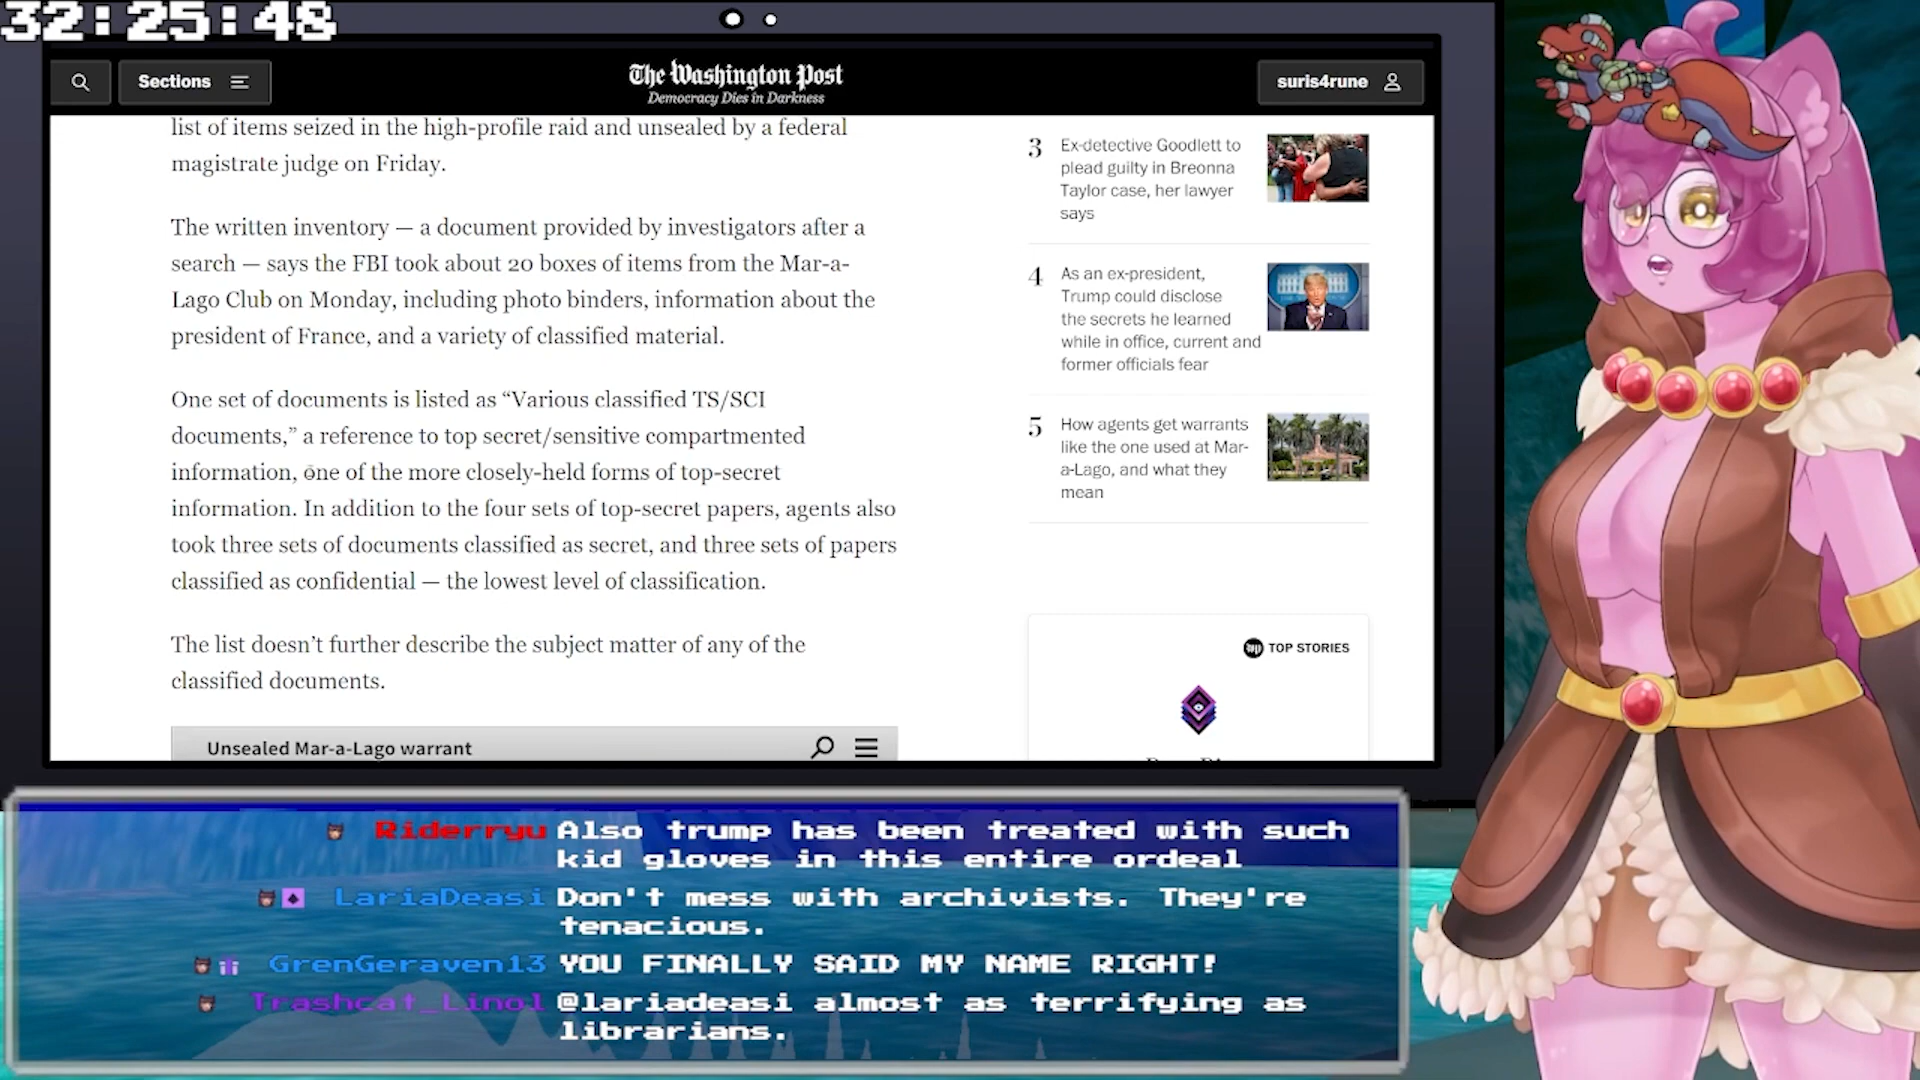 32:25:48
Sections
The Washington Post
Democracy Dies in Darkness
suris4rune
list of items seized in the high-profile raid and unsealed by a federal
magistrate judge on Friday.
The written inventory — a document provided by investigators after a
search — says the FBI took about 20 boxes of items from the Mar-a-
Lago Club on Monday, including photo binders, information about the
president of France, and a variety of classified material.
One set of documents is listed as “Various classified TS/SCI
documents,” a reference to top secret/sensitive compartmented
information, one of the more closely-held forms of top-secret
information. In addition to the four sets of top-secret papers, agents also
took three sets of documents classified as secret, and three sets of papers
classified as confidential — the lowest level of classification.
The list doesn’t further describe the subject matter of any of the
classified documents.
Unsealed Mar-a-Lago warrant
3 Ex-detective Goodlett to
plead guilty in Breonna
Taylor case, her lawyer
says
4 As an ex-president,
Trump could disclose
the secrets he learned
while in office, current and
former officials fear
5 How agents get warrants
like the one used at Mar-
a-Lago, and what they
mean
wp TOP STORIES
Riderryu Also trump has been treated with such
kid gloves in this entire ordeal
LariaDeasi Don't mess with archivists. They're
tenacious.
GrenGeraven13 YOU FINALLY SAID MY NAME RIGHT!
Trashcat_Linol @lariadeasi almost as terrifying as
librarians.